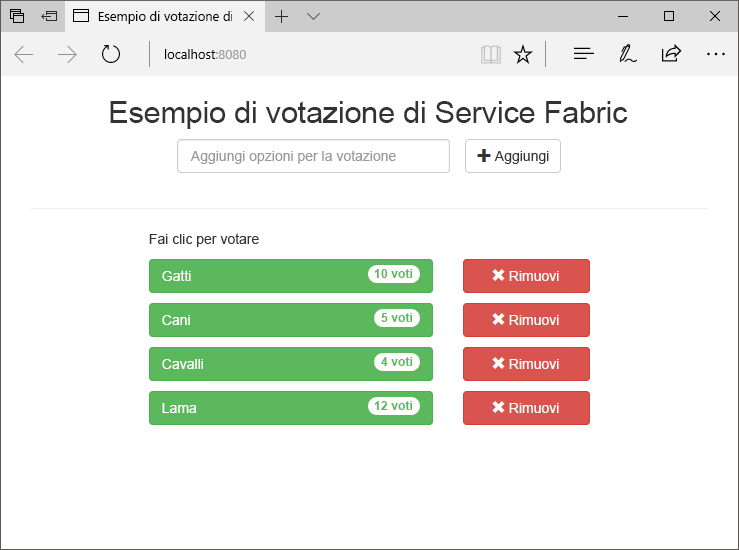 Esempio di votazione di
localhost:8080
Esempio di votazione di Service Fabric
Aggiungi opzioni per la votazione
Aggiungi
Fai clic per votare
Gatti 10 voti Rimuovi
Cani 5 voti Rimuovi
Cavalli 4 voti Rimuovi
Lama 12 voti Rimuovi